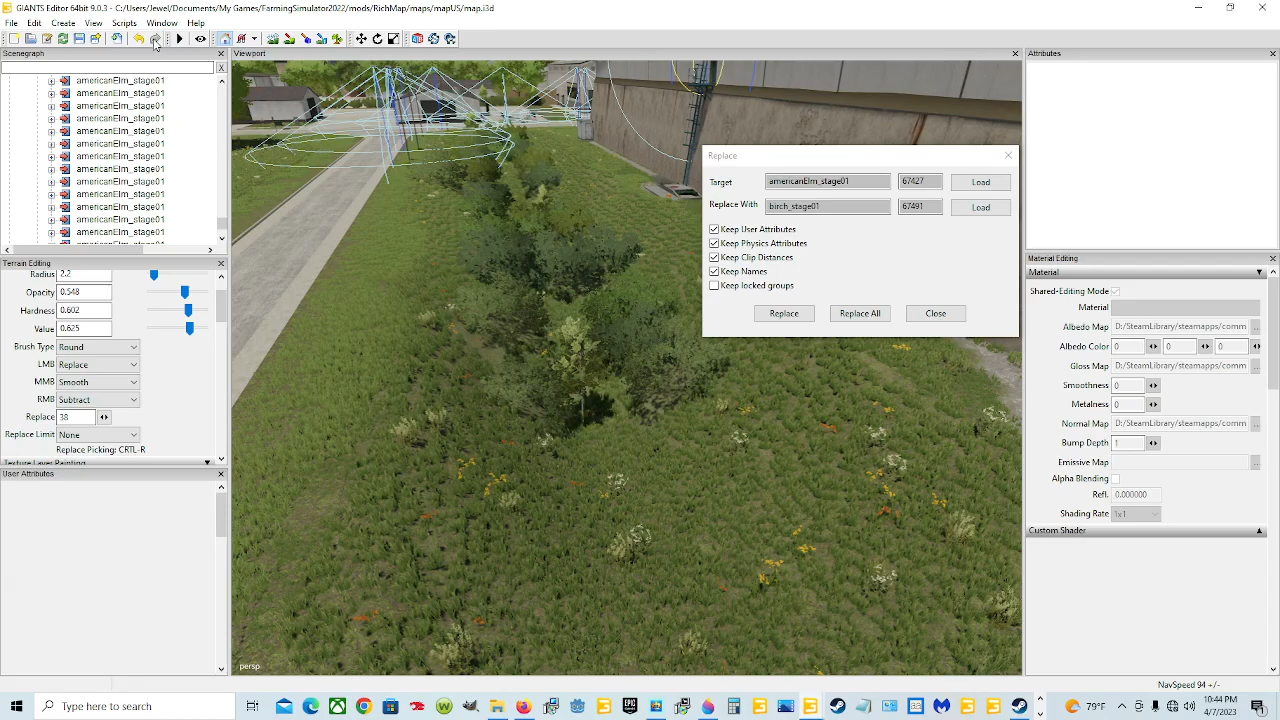 GIANTS Editor 64bit 9.0.3 - C:/Users/Jewel/Documents/My Games/FarmingSimulator2022/mods/RichMap/maps/mapUS/map.i3d
File Edit Create View Scripts Window Help
Scenegraph
X
americanElm_stage01
americanElm_stage01
americanElm_stage01
americanElm_stage01
americanElm_stage01
americanElm_stage01
americanElm_stage01
americanElm_stage01
americanElm_stage01
americanElm_stage01
americanElm_stage01
americanElm_stage01
americanElm_stage01
Terrain Editing
Radius 2.2
Opacity 0.548
Hardness 0.602
Value 0.625
Brush Type Round
LMB Replace
MMB Smooth
RMB Subtract
Replace 38
Replace Limit None
Replace Picking: CRTL-R
Texture Layer Painting
User Attributes
Viewport
persp
Replace
Target americanElm_stage01 67427 Load
Replace With birch_stage01 67491 Load
Keep User Attributes
Keep Physics Attributes
Keep Clip Distances
Keep Names
Keep locked groups
Replace Replace All Close
Attributes
Material Editing
Material
Shared-Editing Mode
Material
Albedo Map D:/SteamLibrary/steamapps/comm ...
Albedo Color 0 0 0
Gloss Map D:/SteamLibrary/steamapps/comm ...
Smoothness 0
Metalness 0
Normal Map D:/SteamLibrary/steamapps/comm ...
Bump Depth 1
Emissive Map ...
Alpha Blending
Refl. 0.000000
Shading Rate 1x1
Custom Shader
NavSpeed 94 +/-
Type here to search
79°F
10:44 PM
4/7/2023